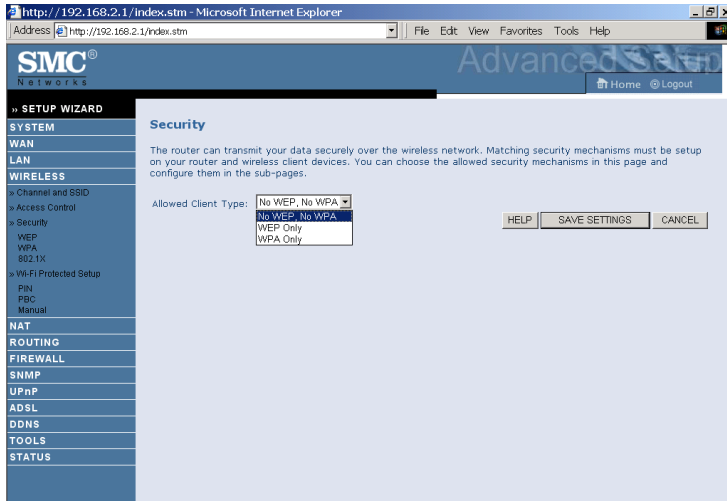 http://192.168.2.1/index.stm - Microsoft Internet Explorer
Address http://192.168.2.1/index.stm File Edit View Favorites Tools Help
SMC®
Networks
Advanced Setup
Home Logout
» SETUP WIZARD
SYSTEM
WAN
LAN
WIRELESS
» Channel and SSID
» Access Control
» Security
WEP
WPA
802.1X
» Wi-Fi Protected Setup
PIN
PBC
Manual
NAT
ROUTING
FIREWALL
SNMP
UPnP
ADSL
DDNS
TOOLS
STATUS
Security
The router can transmit your data securely over the wireless network. Matching security mechanisms must be setup
on your router and wireless client devices. You can choose the allowed security mechanisms in this page and
configure them in the sub-pages.
Allowed Client Type: No WEP, No WPA
No WEP, No WPA
WEP Only
WPA Only
HELP SAVE SETTINGS CANCEL